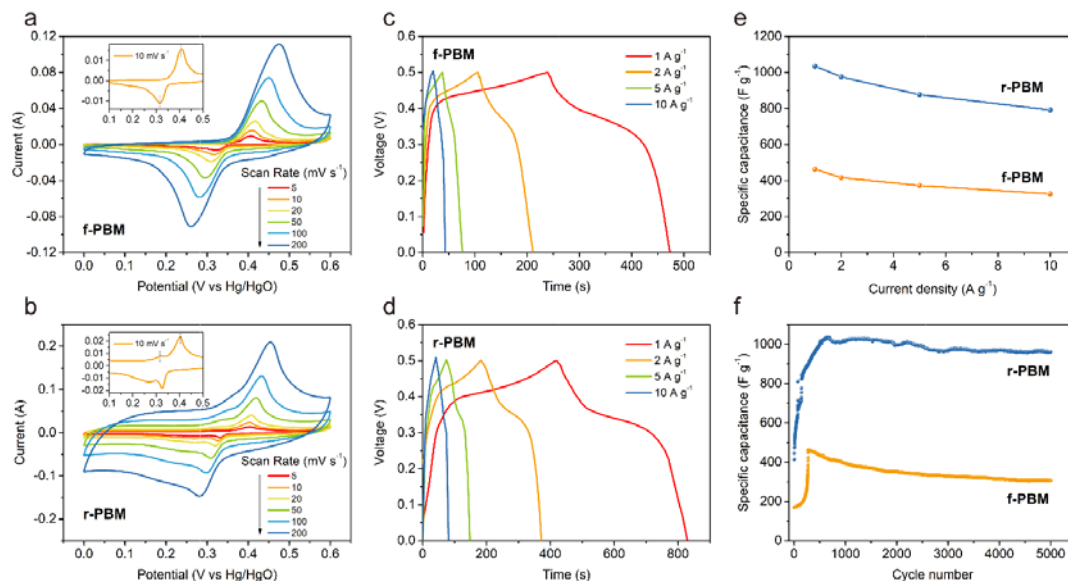 a
0.12
0.08
0.04
0.00
-0.04
-0.08
-0.12
Current (A)
10 mV s⁻¹
0.01
0.00
-0.01
0.1 0.2 0.3 0.4 0.5
Scan Rate (mV s⁻¹)
5
10
20
50
100
200
f-PBM
0.0 0.1 0.2 0.3 0.4 0.5 0.6
Potential (V vs Hg/HgO)
c
f-PBM
0.6
0.5
0.4
0.3
0.2
0.1
0.0
Voltage (V)
1 A g⁻¹
2 A g⁻¹
5 A g⁻¹
10 A g⁻¹
0 100 200 300 400 500
Time (s)
e
1200
1000
800
600
400
200
0
Specific capacitance (F g⁻¹)
r-PBM
f-PBM
0 2 4 6 8 10
Current density (A g⁻¹)
b
0.2
0.1
0.0
-0.1
-0.2
Current (A)
10 mV s⁻¹
0.02
0.01
0.00
-0.01
-0.02
0.1 0.2 0.3 0.4 0.5
Scan Rate (mV s⁻¹)
5
10
20
50
100
200
r-PBM
0.0 0.1 0.2 0.3 0.4 0.5 0.6
Potential (V vs Hg/HgO)
d
r-PBM
0.6
0.5
0.4
0.3
0.2
0.1
0.0
Voltage (V)
1 A g⁻¹
2 A g⁻¹
5 A g⁻¹
10 A g⁻¹
0 200 400 600 800
Time (s)
f
1000
800
600
400
200
0
Specific capacitance (F g⁻¹)
r-PBM
f-PBM
0 1000 2000 3000 4000 5000
Cycle number